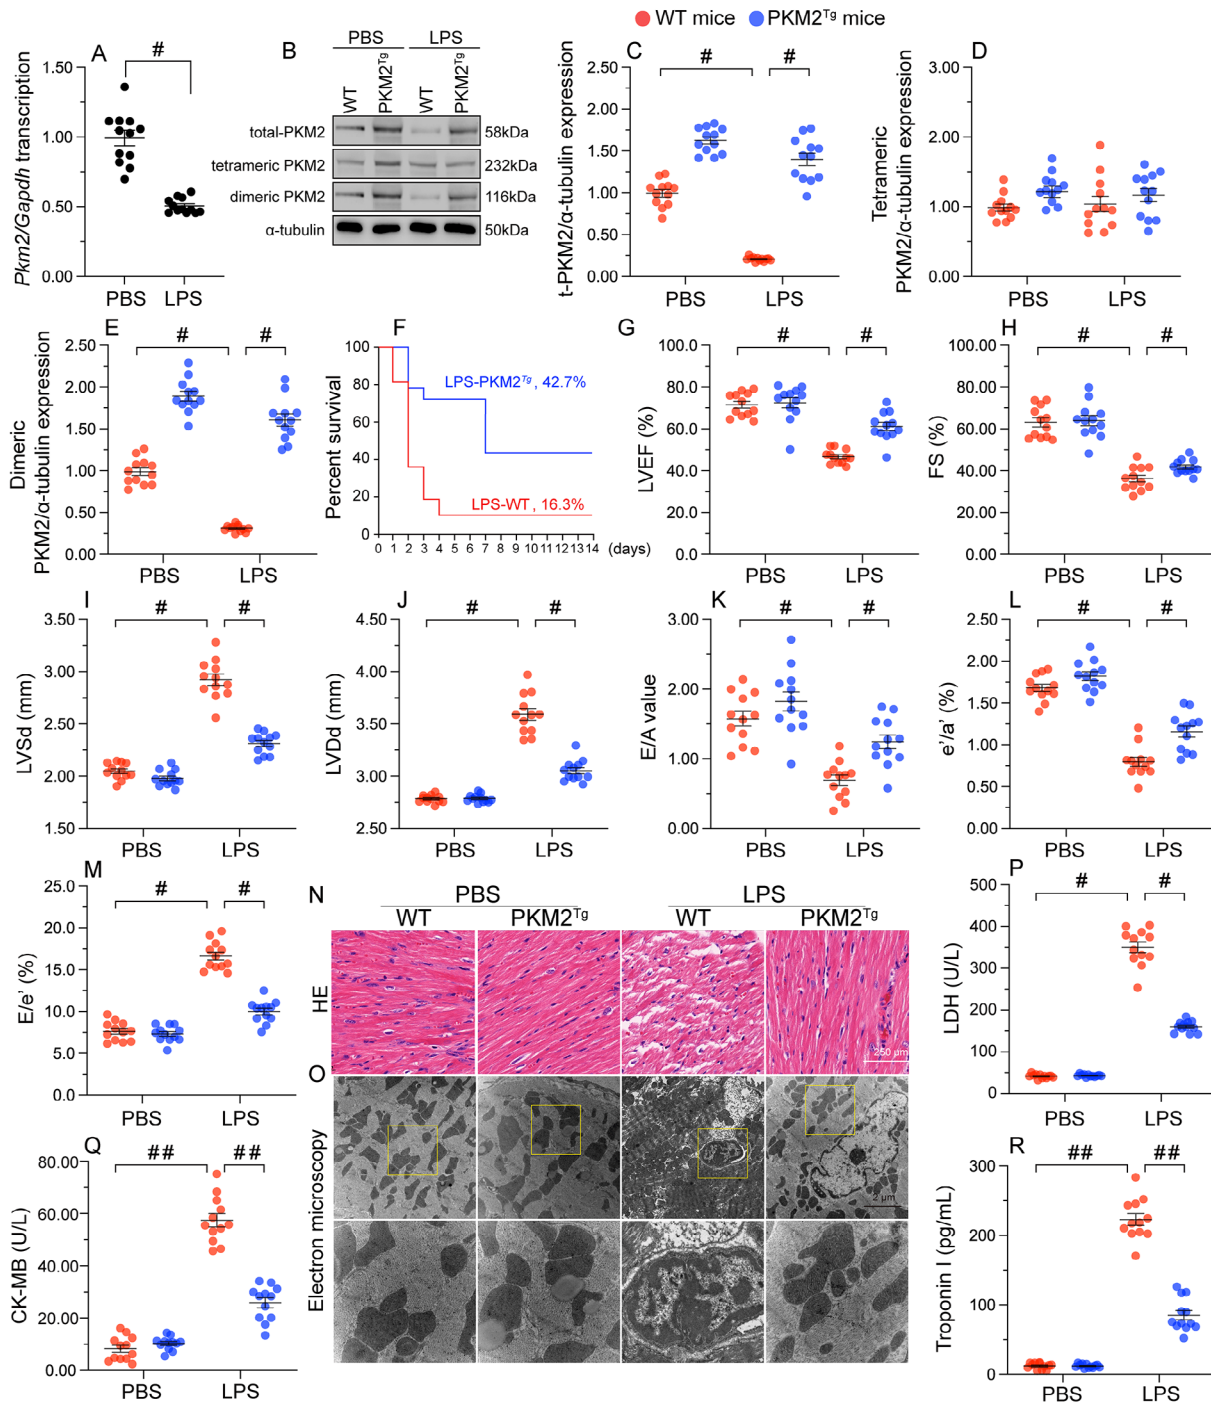 WT mice PKM2Tg mice
A
#
Pkm2/Gapdh transcription
1.50
1.00
0.50
0.00
PBS LPS
B
PBS LPS
WT PKM2Tg WT PKM2Tg
total-PKM2 58kDa
tetrameric PKM2 232kDa
dimeric PKM2 116kDa
α-tubulin 50kDa
C
# #
t-PKM2/α-tubulin expression
2.50
2.00
1.50
1.00
0.50
0.00
PBS LPS
D
Tetrameric
PKM2/α-tubulin expression
3.00
2.00
1.00
0.00
PBS LPS
E
# #
Dimeric
PKM2/α-tubulin expression
2.50
2.00
1.50
1.00
0.50
0.00
PBS LPS
F
Percent survival
100
80
60
40
20
0
LPS-PKM2Tg, 42.7%
LPS-WT, 16.3%
0 1 2 3 4 5 6 7 8 9 10 11 12 13 14 (days)
G
# #
LVEF (%)
100.0
80.0
60.0
40.0
20.0
0.0
PBS LPS
H
# #
FS (%)
100.00
80.00
60.00
40.00
20.00
0.00
PBS LPS
I
# #
LVSd (mm)
3.50
3.00
2.50
2.00
1.50
PBS LPS
J
# #
LVDd (mm)
4.50
4.00
3.50
3.00
2.50
PBS LPS
K
# #
E/A value
3.00
2.00
1.00
0.00
PBS LPS
L
# #
e'/a' (%)
2.50
2.00
1.50
1.00
0.50
0.00
PBS LPS
M
# #
E/e' (%)
25.0
20.0
15.0
10.0
5.0
0.0
PBS LPS
N
PBS LPS
WT PKM2Tg WT PKM2Tg
HE
250 μm
O
Electron microscopy
2 μm
P
# #
LDH (U/L)
500
400
300
200
100
0
PBS LPS
Q
## ##
CK-MB (U/L)
80.00
60.00
40.00
20.00
0.00
PBS LPS
R
## ##
Troponin I (pg/mL)
300
200
100
0
PBS LPS